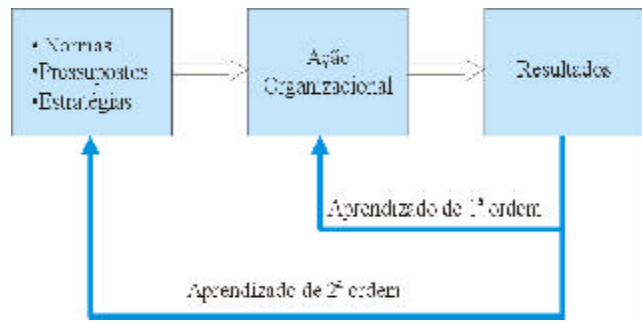 • Normas
• Pressupostos
• Estratégias
Ação
Organizacional
Resultados
Aprendizado de 1ª ordem
Aprendizado de 2ª ordem